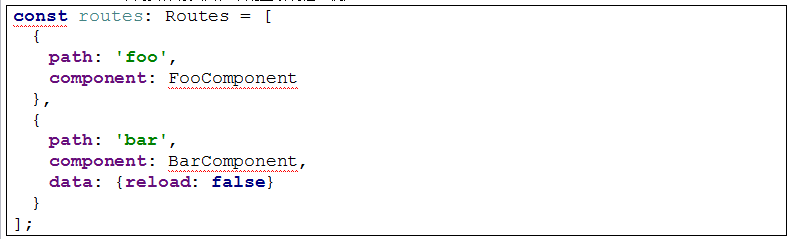 const routes: Routes = [
  {
    path: 'foo',
    component: FooComponent
  },
  {
    path: 'bar',
    component: BarComponent,
    data: {reload: false}
  }
];